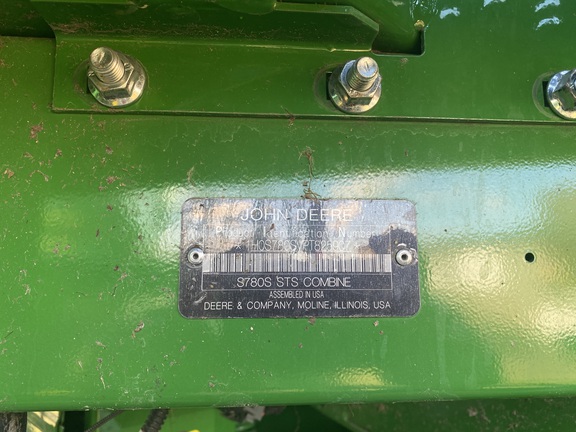 JOHN DEERE
Product Identification Number
S780S STS COMBINE
ASSEMBLED IN USA
DEERE & COMPANY, MOLINE, ILLINOIS, USA